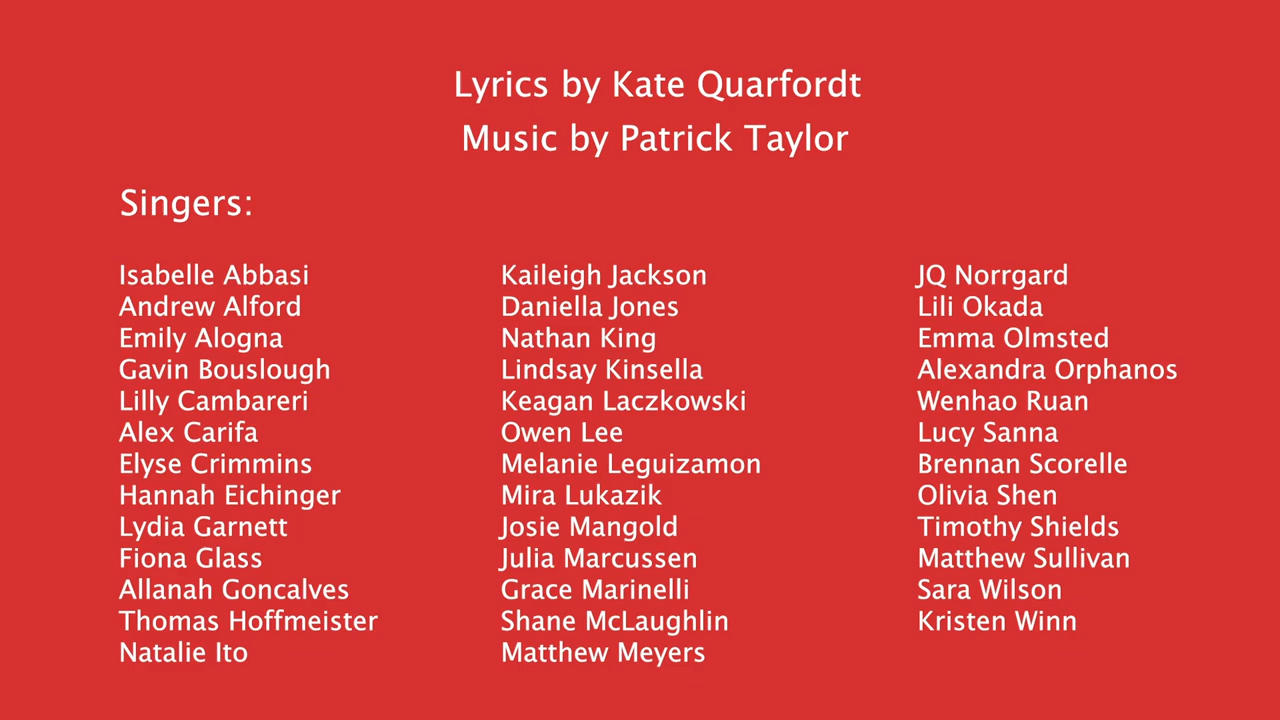 Lyrics by Kate Quarfordt
Music by Patrick Taylor
Singers:
Isabelle Abbasi
Andrew Alford
Emily Alogna
Gavin Bouslough
Lilly Cambareri
Alex Carifa
Elyse Crimmins
Hannah Eichinger
Lydia Garnett
Fiona Glass
Allanah Goncalves
Thomas Hoffmeister
Natalie Ito
Kaileigh Jackson
Daniella Jones
Nathan King
Lindsay Kinsella
Keagan Laczkowski
Owen Lee
Melanie Leguizamon
Mira Lukazik
Josie Mangold
Julia Marcussen
Grace Marinelli
Shane McLaughlin
Matthew Meyers
JQ Norrgard
Lili Okada
Emma Olmsted
Alexandra Orphanos
Wenhao Ruan
Lucy Sanna
Brennan Scorelle
Olivia Shen
Timothy Shields
Matthew Sullivan
Sara Wilson
Kristen Winn